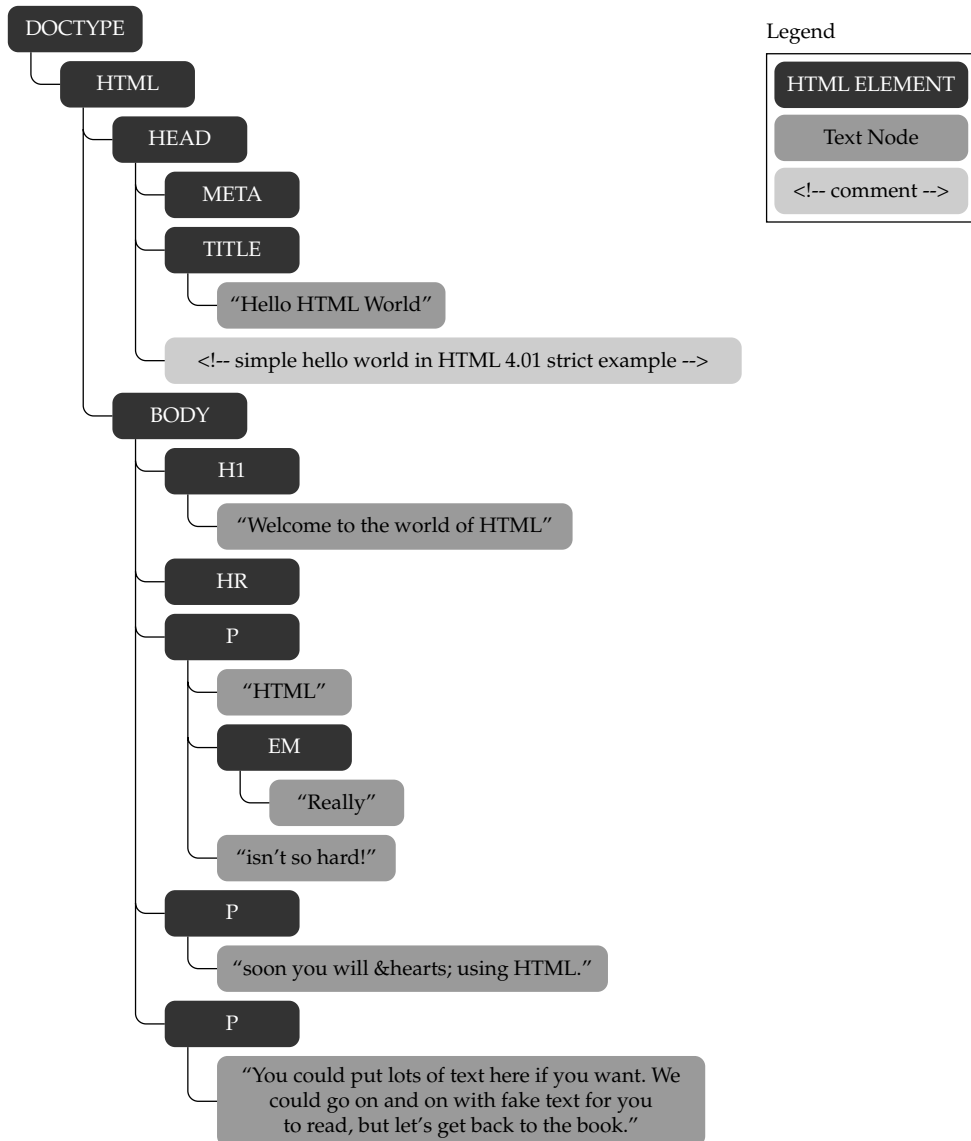 DOCTYPE
Legend
HTML
HTML ELEMENT
HEAD
Text Node
META
<!-- comment -->
TITLE
“Hello HTML World”
<!-- simple hello world in HTML 4.01 strict example -->
BODY
H1
“Welcome to the world of HTML”
HR
P
“HTML”
EM
“Really”
“isn't so hard!”
P
“soon you will &hearts; using HTML.”
P
“You could put lots of text here if you want. We
could go on and on with fake text for you
to read, but let's get back to the book.”